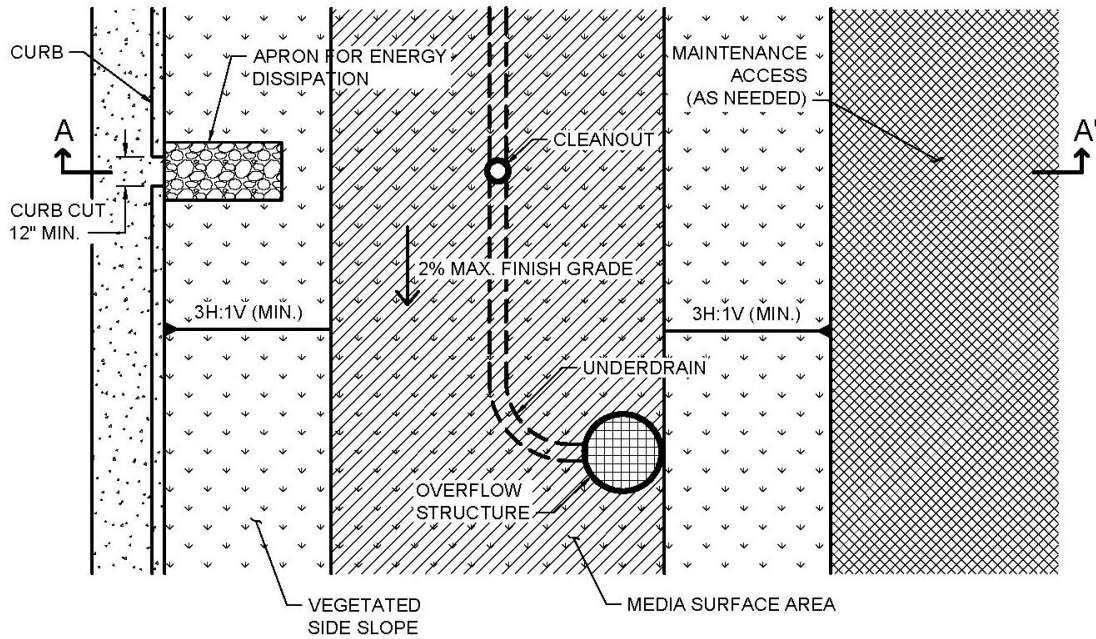 CURB
APRON FOR ENERGY
DISSIPATION
MAINTENANCE
ACCESS
(AS NEEDED)
A
A'
CLEANOUT
CURB CUT
12" MIN.
2% MAX. FINISH GRADE
3H:1V (MIN.)
3H:1V (MIN.)
UNDERDRAIN
OVERFLOW
STRUCTURE
VEGETATED
SIDE SLOPE
MEDIA SURFACE AREA